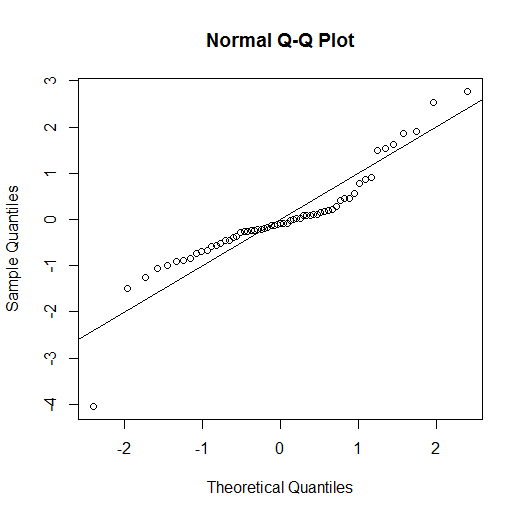 Normal Q-Q Plot
3
2
1
0
-1
-2
-3
-4
Sample Quantiles
-2 -1 0 1 2
Theoretical Quantiles